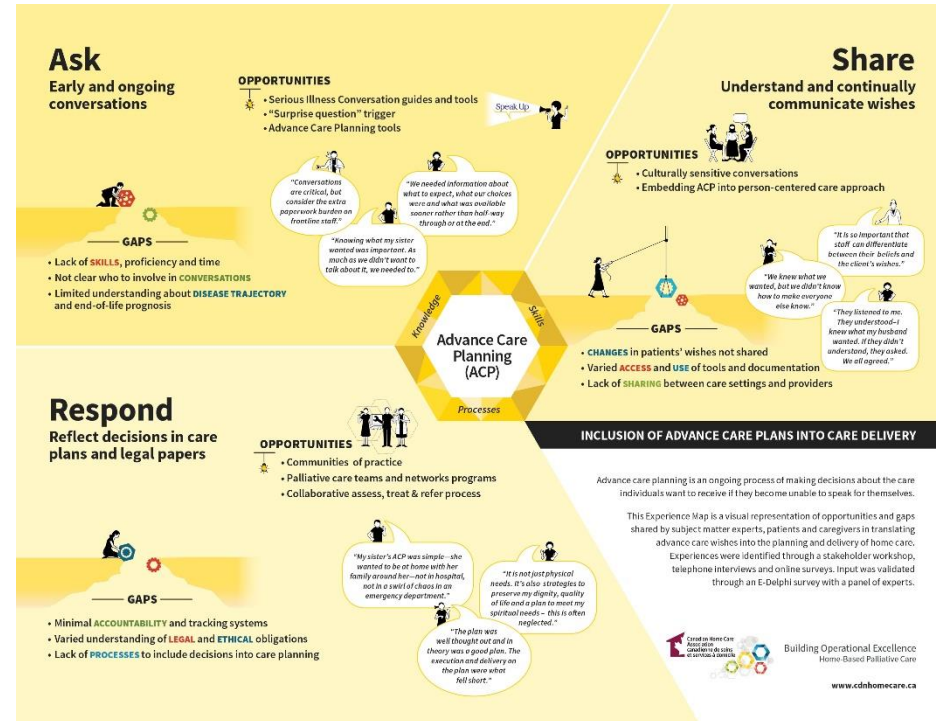 Ask
Early and ongoing
conversations
OPPORTUNITIES
• Serious Illness Conversation guides and tools
• “Surprise question” trigger
• Advance Care Planning tools
Speak Up
“Conversations
are critical, but
consider the extra
paperwork burden on
frontline staff.”
“We needed information about
what to expect, what our choices
were and what was available
sooner rather than half-way
through or at the end.”
“Knowing what my sister
wanted was important. As
much as we didn’t want to
talk about it, we needed to.”
GAPS
• Lack of SKILLS, proficiency and time
• Not clear who to involve in CONVERSATIONS
• Limited understanding about DISEASE TRAJECTORY
and end-of-life prognosis
Share
Understand and continually
communicate wishes
OPPORTUNITIES
• Culturally sensitive conversations
• Embedding ACP into person-centered care approach
“It is so important that
staff can differentiate
between their beliefs and
the client’s wishes.”
“We knew what we
wanted, but we didn’t know
how to make everyone
else know.”
“They listened to me.
They understood–I
knew what my husband
wanted. If they didn’t
understand, they asked.
We all agreed.”
GAPS
• CHANGES in patients’ wishes not shared
• Varied ACCESS and USE of tools and documentation
• Lack of SHARING between care settings and providers
Knowledge
Skills
Advance Care
Planning
(ACP)
Processes
Respond
Reflect decisions in care
plans and legal papers
OPPORTUNITIES
• Communities of practice
• Palliative care teams and networks programs
• Collaborative assess, treat & refer process
“My sister’s ACP was simple—she
wanted to be at home with her
family around her—not in hospital,
not in a swirl of chaos in an
emergency department.”
“It is not just physical
needs. It’s also strategies to
preserve my dignity, quality
of life and a plan to meet my
spiritual needs – this is often
neglected.”
“The plan was
well thought out and in
theory was a good plan. The
execution and delivery on
the plan were what
fell short.”
GAPS
• Minimal ACCOUNTABILITY and tracking systems
• Varied understanding of LEGAL and ETHICAL obligations
• Lack of PROCESSES to include decisions into care planning
INCLUSION OF ADVANCE CARE PLANS INTO CARE DELIVERY
Advance care planning is an ongoing process of making decisions about the care
individuals want to receive if they become unable to speak for themselves.
This Experience Map is a visual representation of opportunities and gaps
shared by subject matter experts, patients and caregivers in translating
advance care wishes into the planning and delivery of home care.
Experiences were identified through a stakeholder workshop,
telephone interviews and online surveys. Input was validated
through an E-Delphi survey with a panel of experts.
Canadian Home Care
Association
canadienne de soins
et services à domicile
Building Operational Excellence
Home-Based Palliative Care
www.cdnhomecare.ca